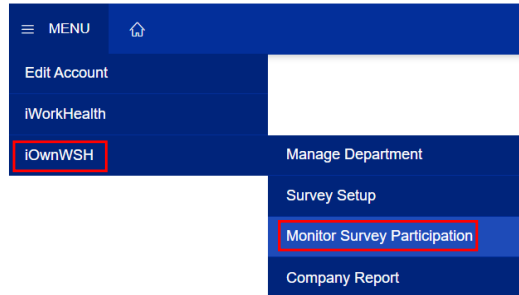 MENU
Edit Account
iWorkHealth
iOwnWSH
Manage Department
Survey Setup
Monitor Survey Participation
Company Report